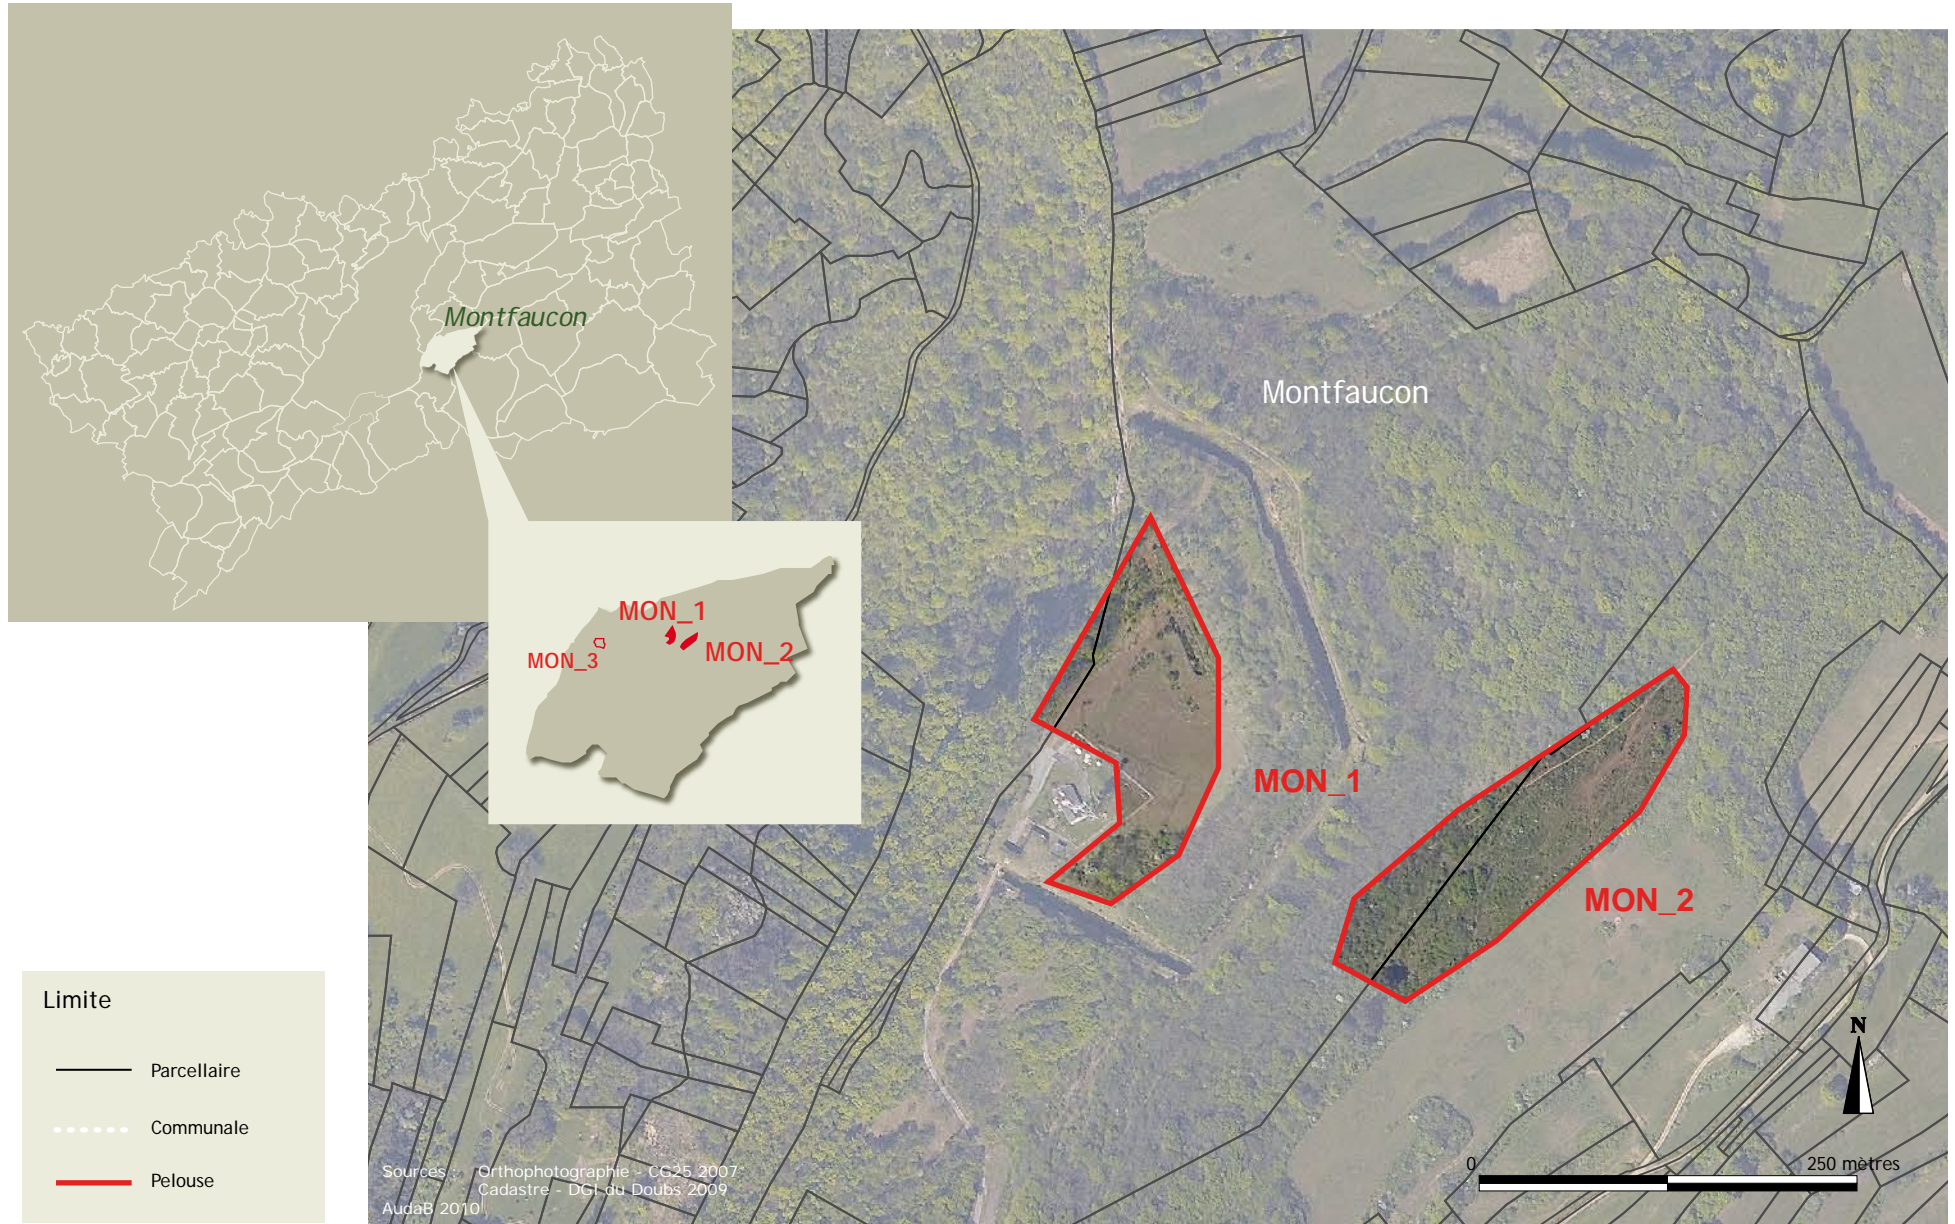 Montfaucon
Montfaucon
MON_1
MON_2
MON_3
MON_1
MON_2
Limite
Parcellaire
Communale
Pelouse
Sources : Orthophotographie - CG25 2007
Cadastre - DGI du Doubs 2009
AudaB 2010
N
0 250 mètres